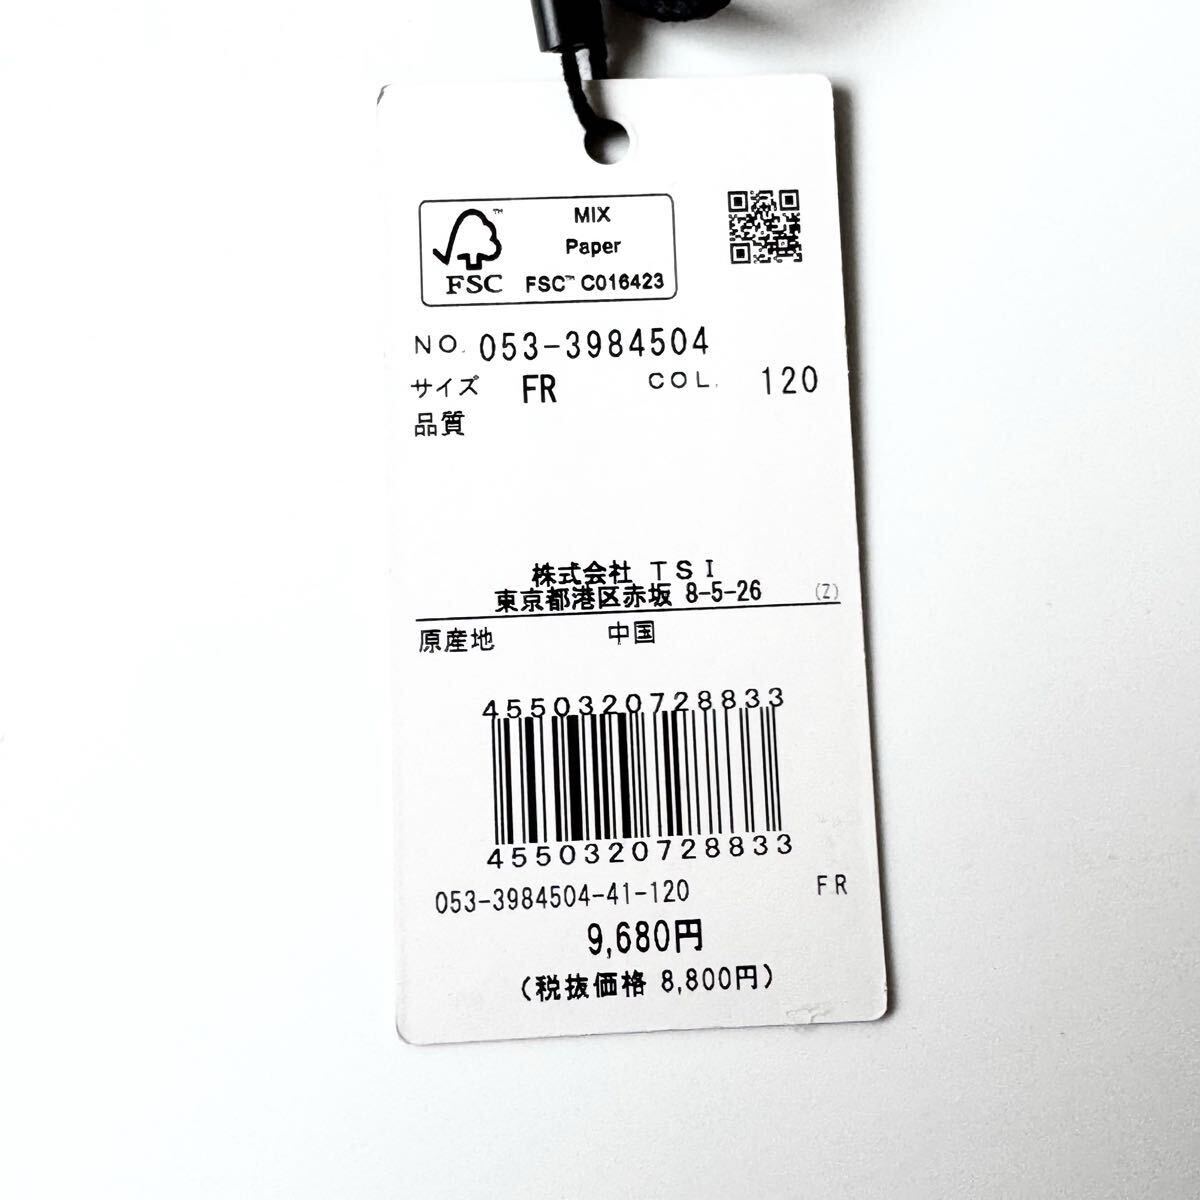 MIX
Paper
FSC™ C016423
™
FSC
NO. 053-3984504
サイズ FR COL. 120
品質
株式会社 TSI
東京都港区赤坂 8-5-26 (Z)
原産地 中国
4550320728833
4550320728833
053-3984504-41-120 FR
9,680円
(税抜価格 8,800円)